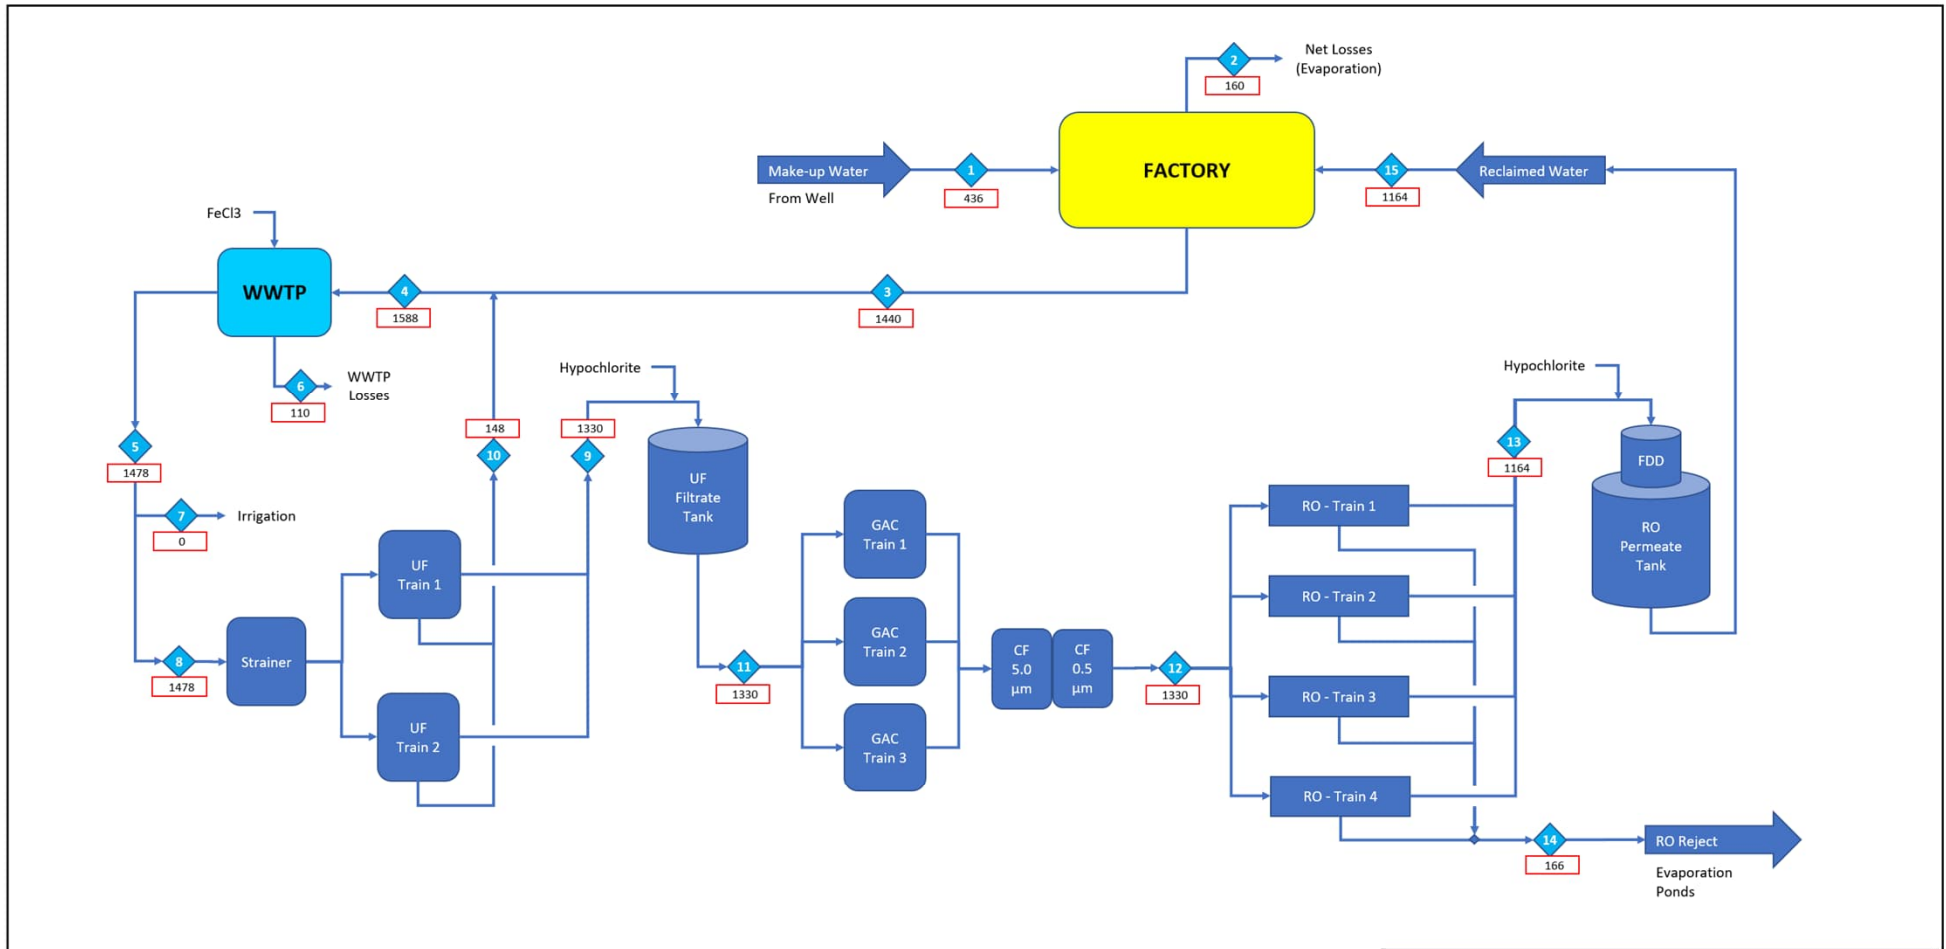 2
160
Net Losses
(Evaporation)
Make-up Water
From Well
1
436
FACTORY
15
1164
Reclaimed Water
FeCl3
WWTP
4
1588
3
1440
6
110
WWTP
Losses
5
1478
7
0
Irrigation
8
1478
Strainer
UF
Train 1
UF
Train 2
148
10
1330
9
Hypochlorite
UF
Filtrate
Tank
11
1330
GAC
Train 1
GAC
Train 2
GAC
Train 3
CF
5.0
µm
CF
0.5
µm
12
1330
RO - Train 1
RO - Train 2
RO - Train 3
RO - Train 4
Hypochlorite
13
1164
FDD
RO
Permeate
Tank
14
166
RO Reject
Evaporation
Ponds